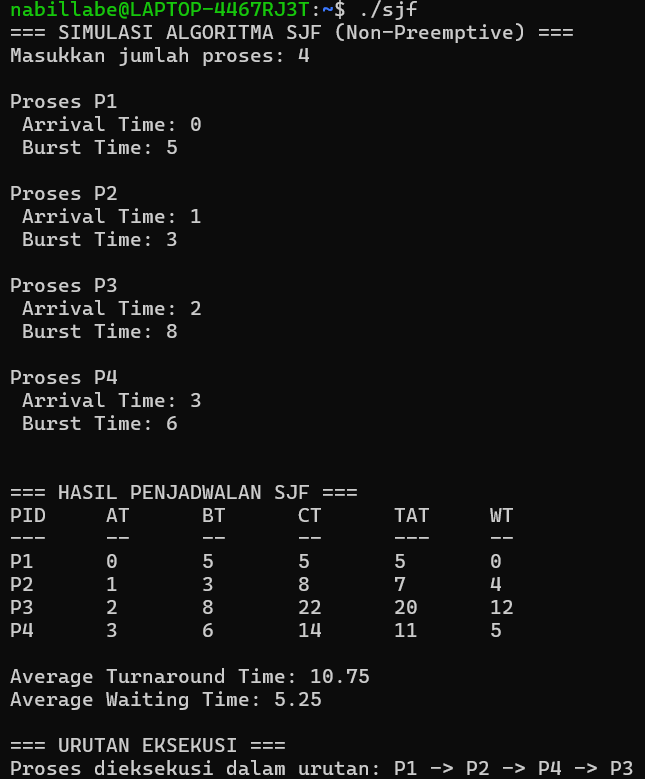 nabillabe@LAPTOP-4467RJ3T:~$ ./sjf
=== SIMULASI ALGORITMA SJF (Non-Preemptive) ===
Masukkan jumlah proses: 4

Proses P1
 Arrival Time: 0
 Burst Time: 5

Proses P2
 Arrival Time: 1
 Burst Time: 3

Proses P3
 Arrival Time: 2
 Burst Time: 8

Proses P4
 Arrival Time: 3
 Burst Time: 6

=== HASIL PENJADWALAN SJF ===
PID     AT      BT      CT      TAT     WT
---     --      --      --      ---     --
P1      0       5       5       5       0
P2      1       3       8       7       4
P3      2       8       22      20      12
P4      3       6       14      11      5

Average Turnaround Time: 10.75
Average Waiting Time: 5.25

=== URUTAN EKSEKUSI ===
Proses dieksekusi dalam urutan: P1 -> P2 -> P4 -> P3